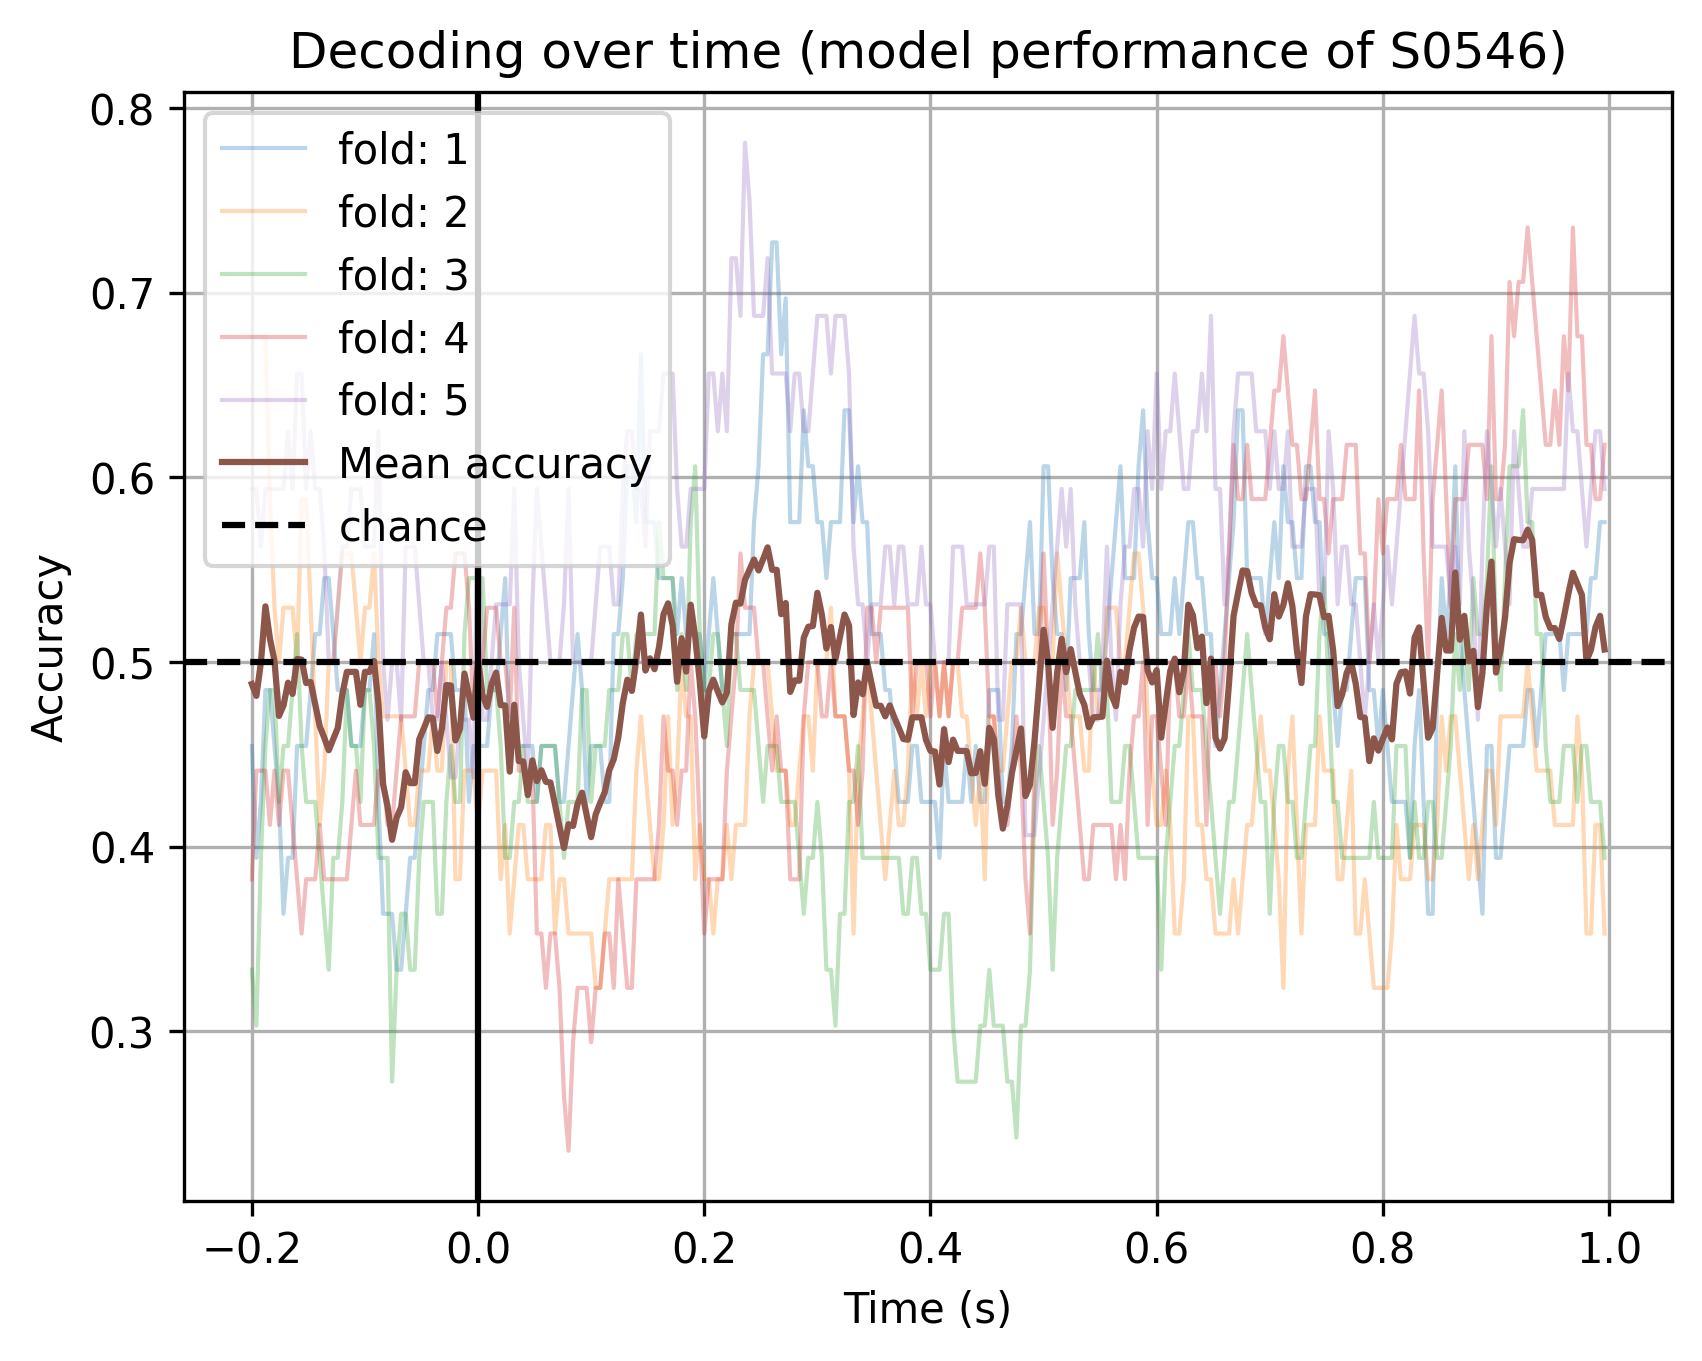 Decoding over time (model performance of S0546)
0.8
0.7
0.6
0.5
0.4
0.3
Accuracy
fold: 1
fold: 2
fold: 3
fold: 4
fold: 5
Mean accuracy
chance
−0.2 0.0 0.2 0.4 0.6 0.8 1.0
Time (s)